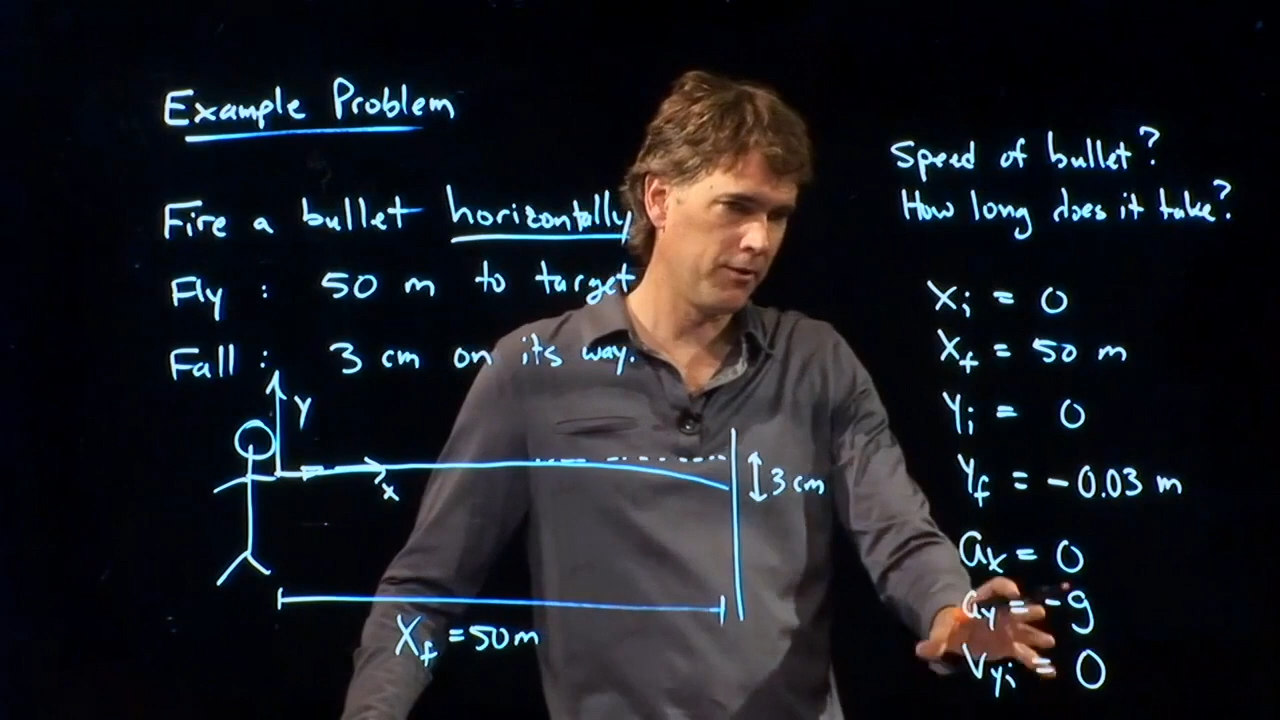 Example Problem
Fire a bullet horizontally
Fly : 50 m to target
Fall : 3 cm on its way.
y
x
3 cm
Xf = 50 m
Speed of bullet?
How long does it take?
Xi = 0
Xf = 50 m
Yi = 0
Yf = -0.03 m
ax = 0
ay = -g
Vyi = 0